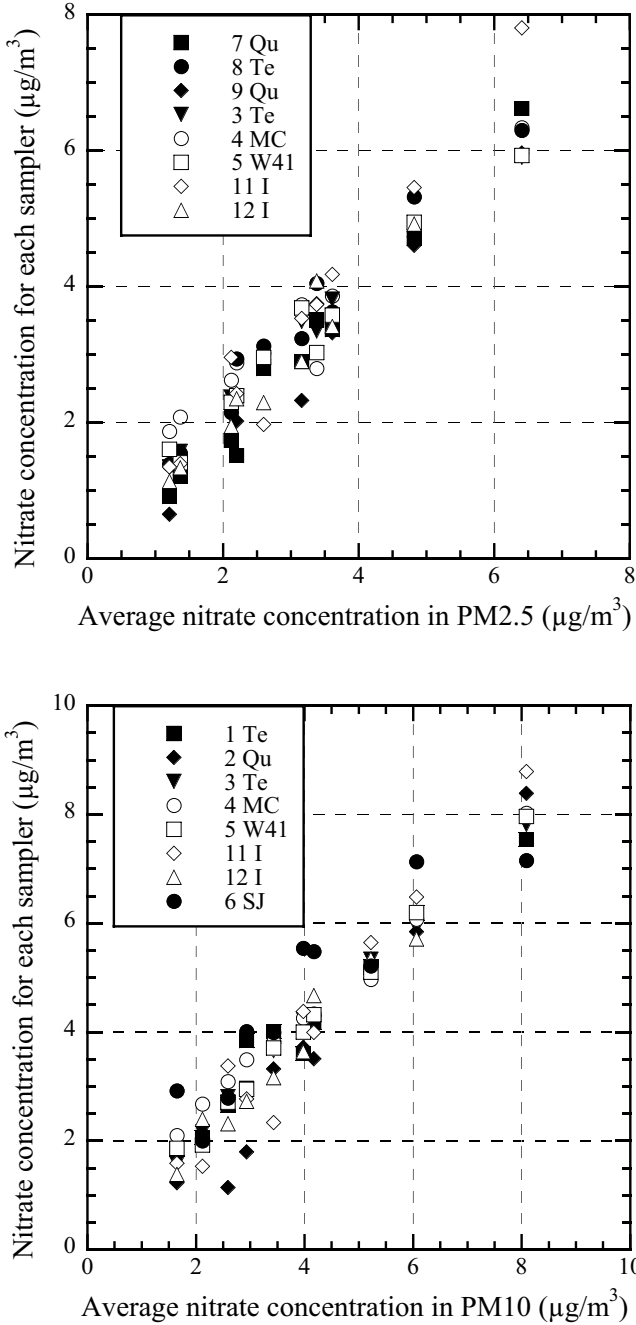 Nitrate concentration for each sampler (µg/m³)
8
6
4
2
0
7 Qu
8 Te
9 Qu
3 Te
4 MC
5 W41
11 I
12 I
0 2 4 6 8
Average nitrate concentration in PM2.5 (µg/m³)
Nitrate concentration for each sampler (µg/m³)
10
8
6
4
2
0
1 Te
2 Qu
3 Te
4 MC
5 W41
11 I
12 I
6 SJ
0 2 4 6 8 10
Average nitrate concentration in PM10 (µg/m³)